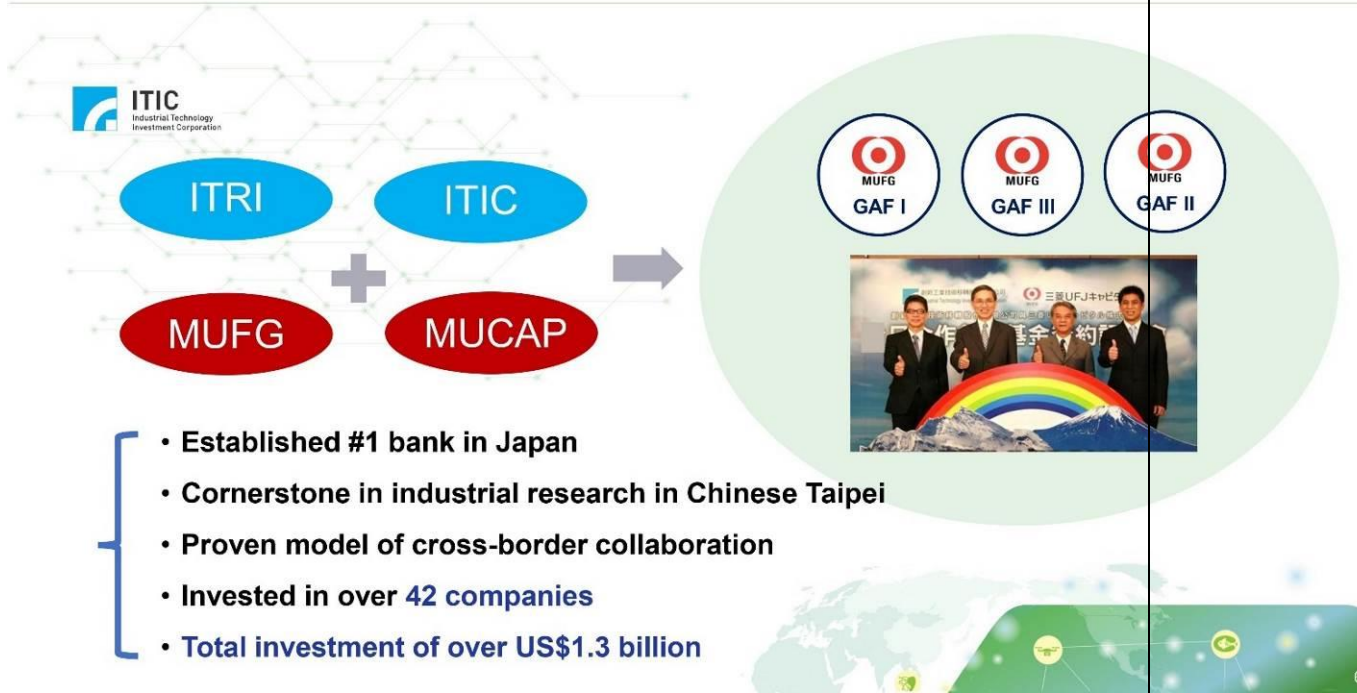 ITIC
Industrial Technology
Investment Corporation
ITRI
ITIC
MUFG
MUCAP
MUFG
GAF I
MUFG
GAF III
MUFG
GAF II
三菱UFJキャピタ
基金
• Established #1 bank in Japan
• Cornerstone in industrial research in Chinese Taipei
• Proven model of cross-border collaboration
• Invested in over 42 companies
• Total investment of over US$1.3 billion